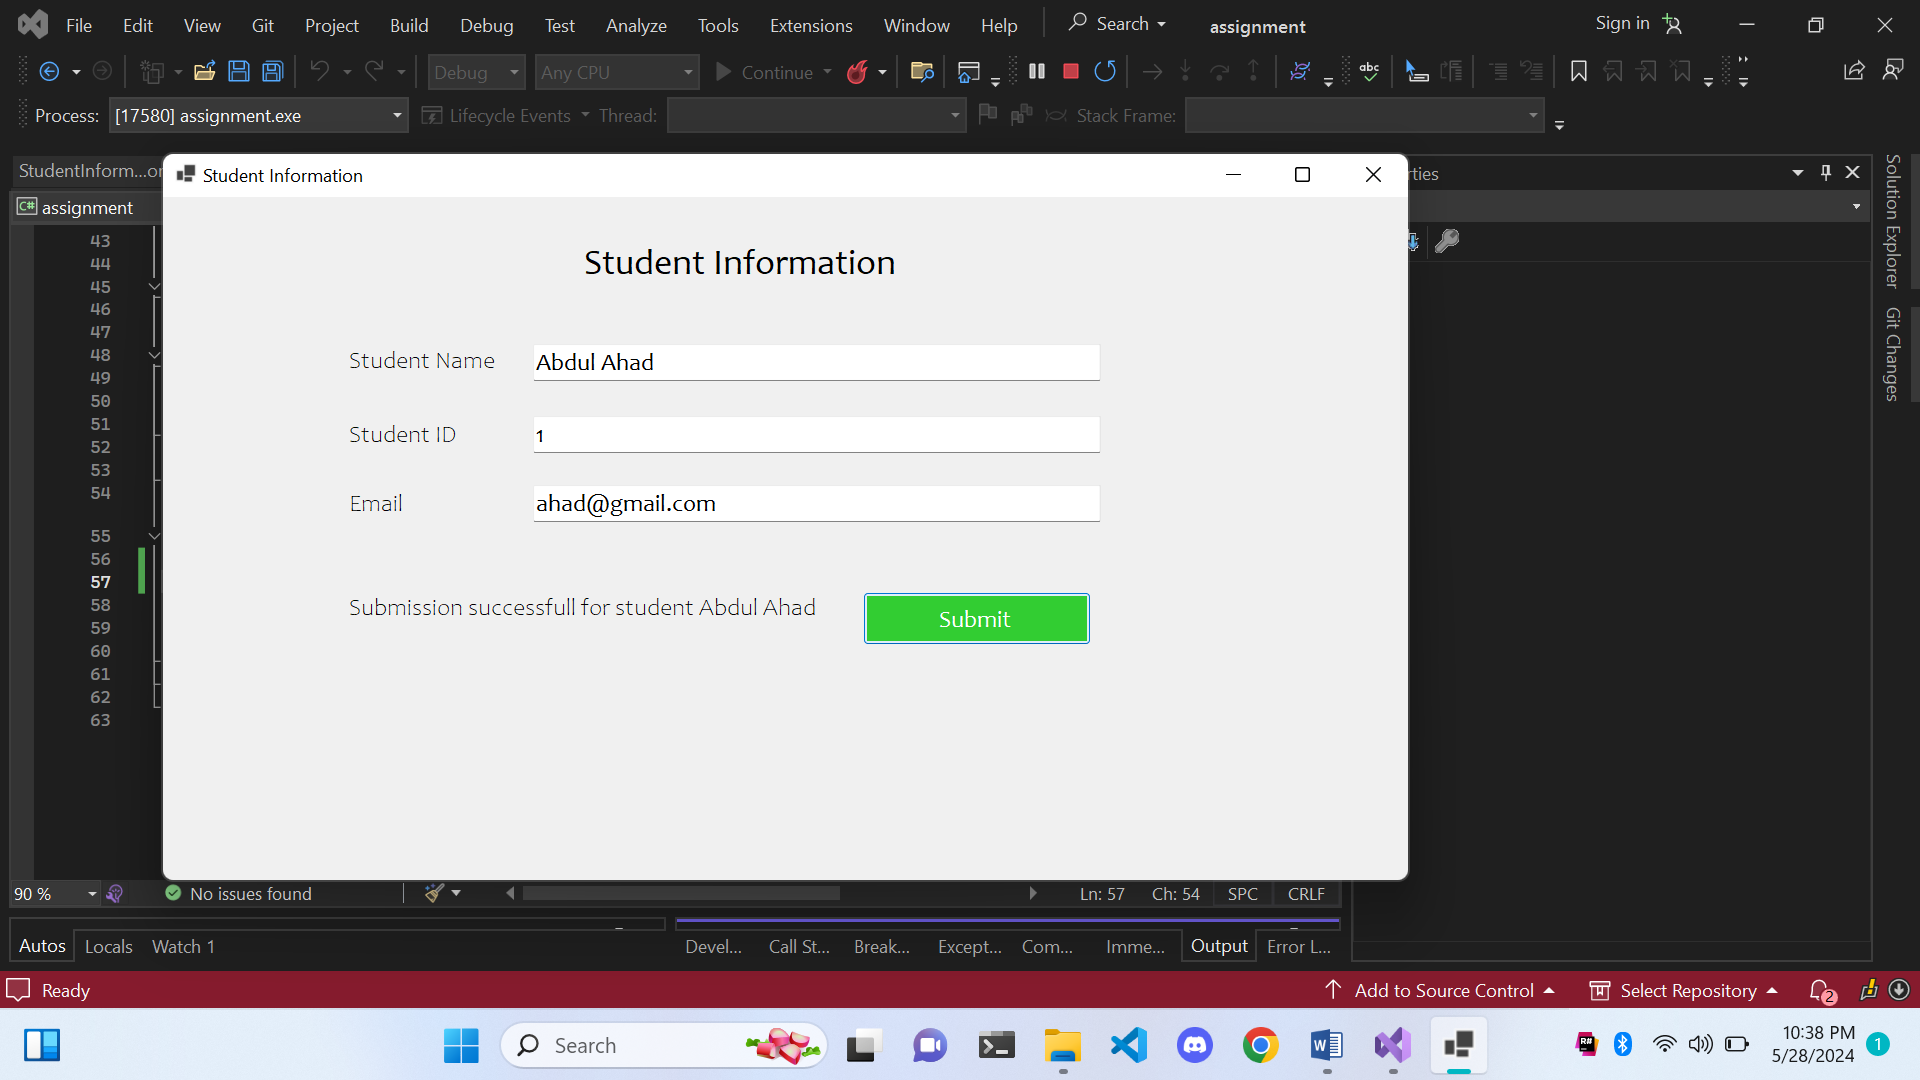 File Edit View Git Project Build Debug Test Analyze Tools Extensions Window Help Search assignment Sign in
Debug Any CPU Continue abc
Process: [17580] assignment.exe Lifecycle Events Thread: Stack Frame:
StudentInform...or
Student Information
rties
C# assignment
Solution Explorer
Git Changes
43
44
45
46
47
48
49
50
51
52
53
54
55
56
57
58
59
60
61
62
63
Student Information
Student Name Abdul Ahad
Student ID 1
Email ahad@gmail.com
Submission successfull for student Abdul Ahad Submit
90 % No issues found Ln: 57 Ch: 54 SPC CRLF
Autos Locals Watch 1 Devel... Call St... Break... Except... Com... Imme... Output Error L...
Ready Add to Source Control Select Repository 2
Search R# 10:38 PM 1
5/28/2024